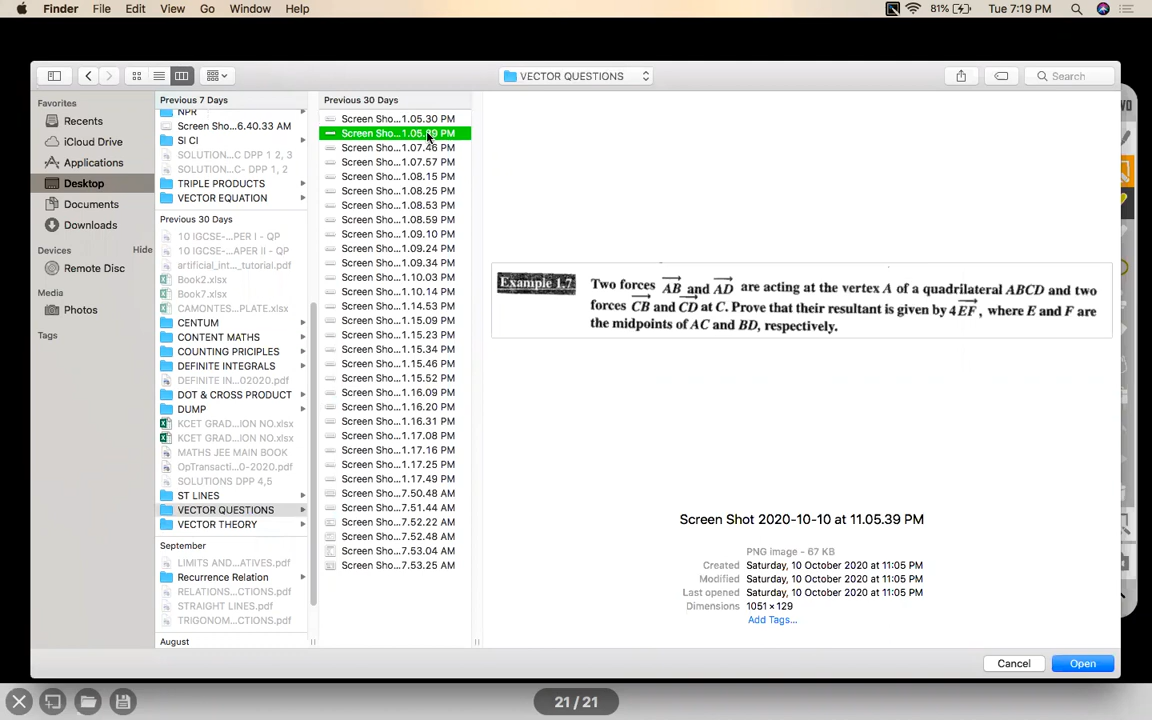 Finder File Edit View Go Window Help 81% Tue 7:19 PM
VECTOR QUESTIONS Search
Favorites
Recents
iCloud Drive
Applications
Desktop
Documents
Downloads
Devices Hide
Remote Disc
Media
Photos
Tags
Previous 7 Days
NPR
Screen Sho...6.40.33 AM
SI CI
SOLUTION...C DPP 1 2, 3
SOLUTION...C- DPP 1, 2
TRIPLE PRODUCTS
VECTOR EQUATION
Previous 30 Days
10 IGCSE-...PER I - QP
10 IGCSE-...APER II - QP
artificial_int..._tutorial.pdf
Book2.xlsx
Book7.xlsx
CAMONTES...PLATE.xlsx
CENTUM
CONTENT MATHS
COUNTING PRICIPLES
DEFINITE INTEGRALS
DEFINITE IN...02020.pdf
DOT & CROSS PRODUCT
DUMP
KCET GRAD...ION NO.xlsx
KCET GRAD...ION NO.xlsx
MATHS JEE MAIN BOOK
OpTransacti...0-2020.pdf
SOLUTIONS DPP 4,5
ST LINES
VECTOR QUESTIONS
VECTOR THEORY
September
LIMITS AND...ATIVES.pdf
Recurrence Relation
RELATIONS...CTIONS.pdf
STRAIGHT LINES.pdf
TRIGONOM...CTIONS.pdf
August
Previous 30 Days
Screen Sho...1.05.30 PM
Screen Sho...1.05.39 PM
Screen Sho...1.07.46 PM
Screen Sho...1.07.57 PM
Screen Sho...1.08.15 PM
Screen Sho...1.08.25 PM
Screen Sho...1.08.53 PM
Screen Sho...1.08.59 PM
Screen Sho...1.09.10 PM
Screen Sho...1.09.24 PM
Screen Sho...1.09.34 PM
Screen Sho...1.10.03 PM
Screen Sho...1.10.14 PM
Screen Sho...1.14.53 PM
Screen Sho...1.15.09 PM
Screen Sho...1.15.23 PM
Screen Sho...1.15.34 PM
Screen Sho...1.15.46 PM
Screen Sho...1.15.52 PM
Screen Sho...1.16.09 PM
Screen Sho...1.16.20 PM
Screen Sho...1.16.31 PM
Screen Sho...1.17.08 PM
Screen Sho...1.17.16 PM
Screen Sho...1.17.25 PM
Screen Sho...1.17.49 PM
Screen Sho...7.50.48 AM
Screen Sho...7.51.44 AM
Screen Sho...7.52.22 AM
Screen Sho...7.52.48 AM
Screen Sho...7.53.04 AM
Screen Sho...7.53.25 AM
Example 1.7 Two forces AB and AD are acting at the vertex A of a quadrilateral ABCD and two
forces CB and CD at C. Prove that their resultant is given by 4EF, where E and F are
the midpoints of AC and BD, respectively.
Screen Shot 2020-10-10 at 11.05.39 PM
PNG image - 67 KB
Created Saturday, 10 October 2020 at 11:05 PM
Modified Saturday, 10 October 2020 at 11:05 PM
Last opened Saturday, 10 October 2020 at 11:05 PM
Dimensions 1051 × 129
Add Tags...
Cancel Open
21 / 21